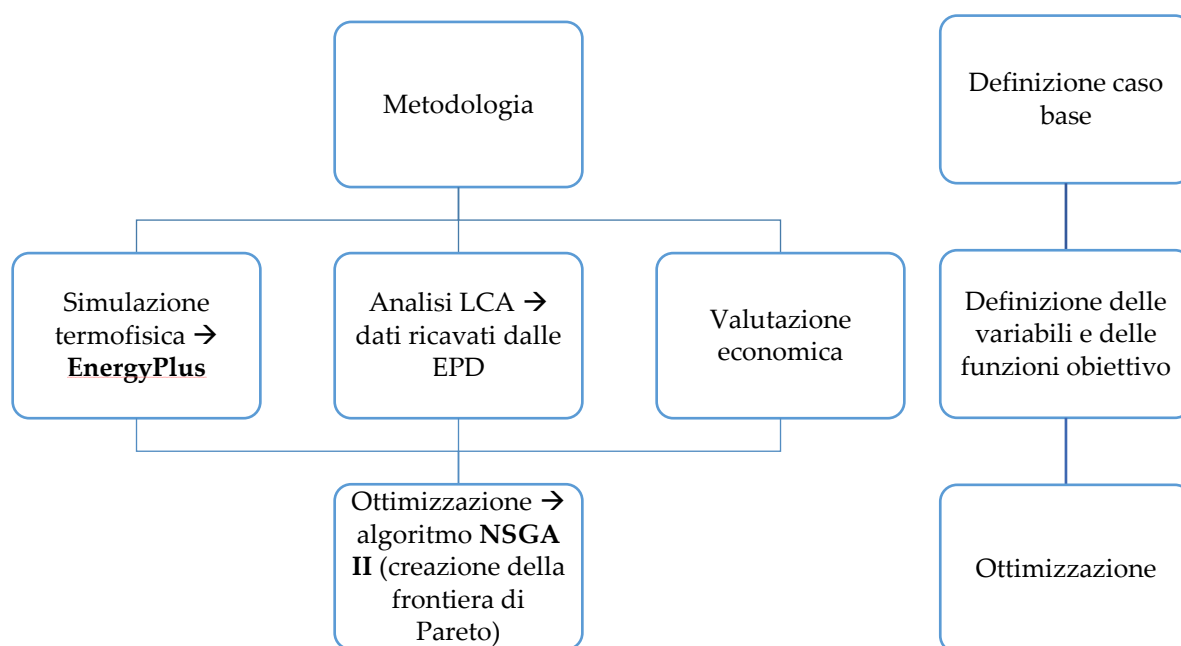 Metodologia
Definizione caso
base
Simulazione
termofisica →
EnergyPlus
Analisi LCA →
dati ricavati dalle
EPD
Valutazione
economica
Definizione delle
variabili e delle
funzioni obiettivo
Ottimizzazione →
algoritmo NSGA
II (creazione della
frontiera di
Pareto)
Ottimizzazione